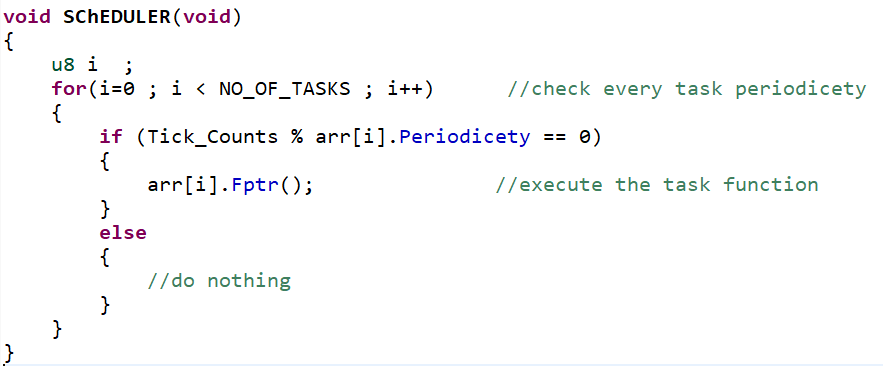 void SChEDULER(void)
{
    u8 i  ;
    for(i=0 ; i < NO_OF_TASKS ; i++)      //check every task periodicety
    {
        if (Tick_Counts % arr[i].Periodicety == 0)
        {
            arr[i].Fptr();               //execute the task function
        }
        else
        {
            //do nothing
        }
    }
}